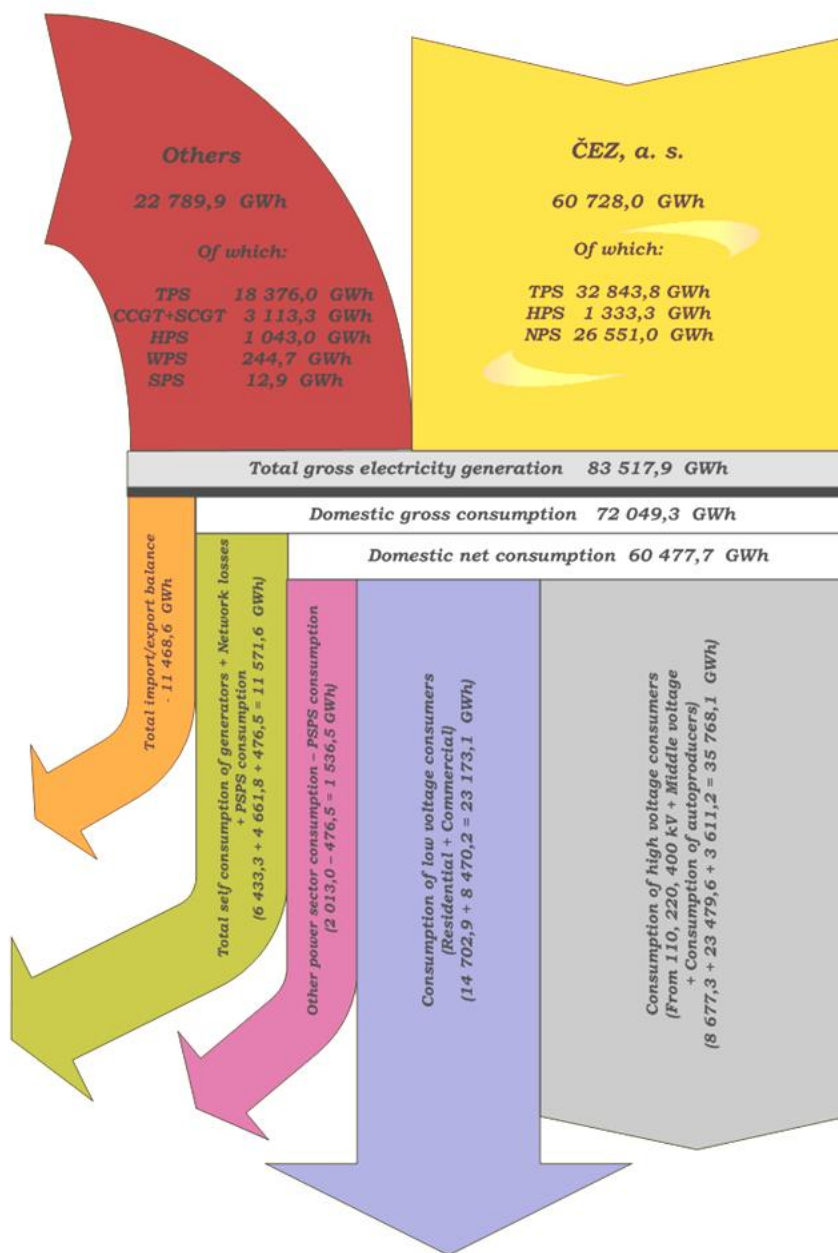 Others
22 789,9 GWh
Of which:
TPS 18 376,0 GWh
CCGT+SCGT 3 113,3 GWh
HPS 1 043,0 GWh
WPS 244,7 GWh
SPS 12,9 GWh
ČEZ, a. s.
60 728,0 GWh
Of which:
TPS 32 843,8 GWh
HPS 1 333,3 GWh
NPS 26 551,0 GWh
Total gross electricity generation 83 517,9 GWh
Domestic gross consumption 72 049,3 GWh
Domestic net consumption 60 477,7 GWh
Total import/export balance
- 11 468,6 GWh
Total self consumption of generators + Network losses
+ PSPS consumption
(6 433,3 + 4 661,8 + 476,5 = 11 571,6 GWh)
Other power sector consumption – PSPS consumption
(2 013,0 – 476,5 = 1 536,5 GWh)
Consumption of low voltage consumers
(Residential + Commercial)
(14 702,9 + 8 470,2 = 23 173,1 GWh)
Consumption of high voltage consumers
(From 110, 220, 400 kV + Middle voltage
+ Consumption of autoproducers)
(8 677,3 + 23 479,6 + 3 611,2 = 35 768,1 GWh)